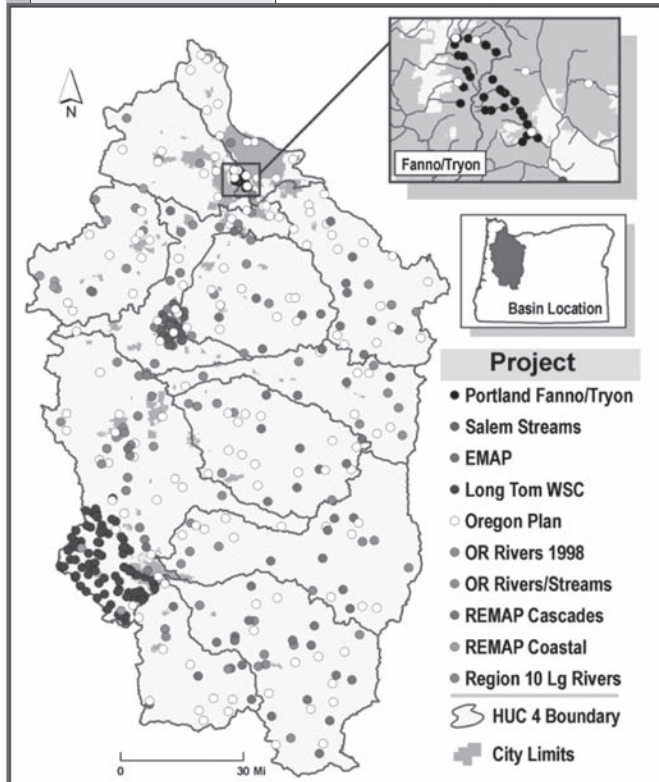 N
Fanno/Tryon
Basin Location
Project
Portland Fanno/Tryon
Salem Streams
EMAP
Long Tom WSC
Oregon Plan
OR Rivers 1998
OR Rivers/Streams
REMAP Cascades
REMAP Coastal
Region 10 Lg Rivers
HUC 4 Boundary
City Limits
0 30 Mi